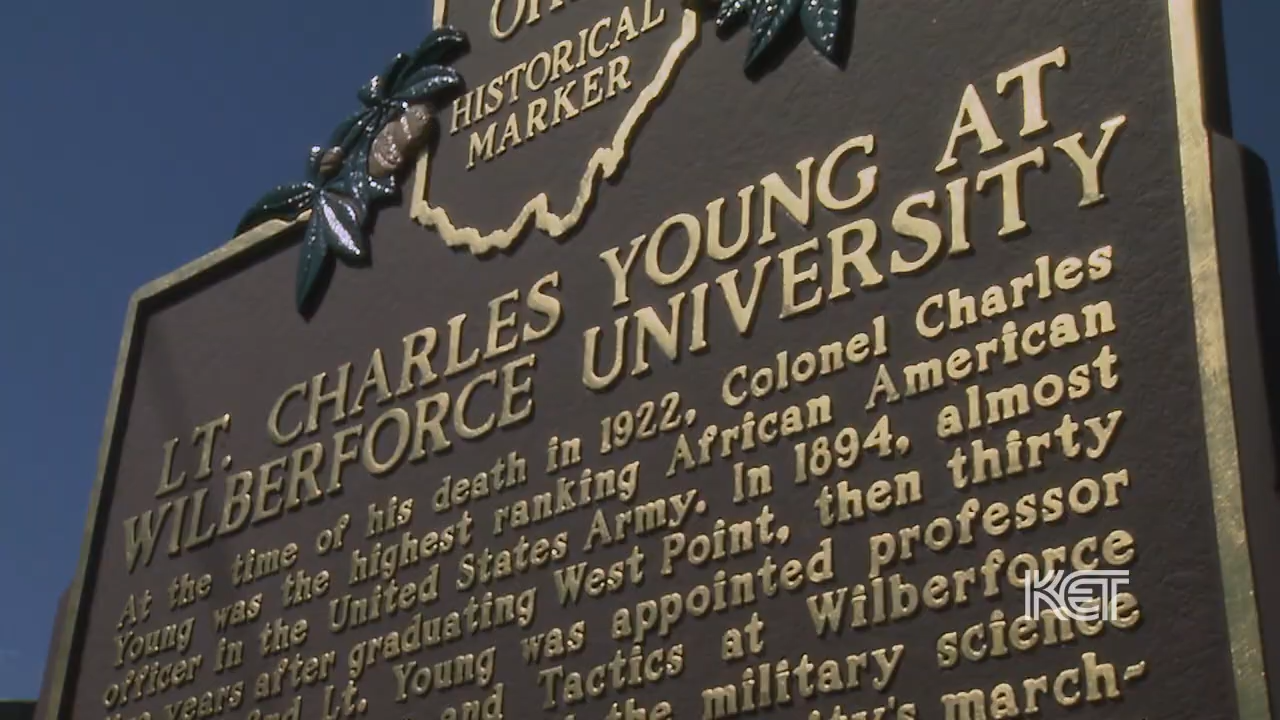 HISTORICAL
MARKER
LT. CHARLES YOUNG AT
WILBERFORCE UNIVERSITY
At the time of his death in 1922, Colonel Charles
Young was the highest ranking African American
officer in the United States Army. In 1894, almost
years after graduating West Point, then thirty
2nd Lt. Young was appointed professor
and Tactics at Wilberforce
the military science
march-
KET